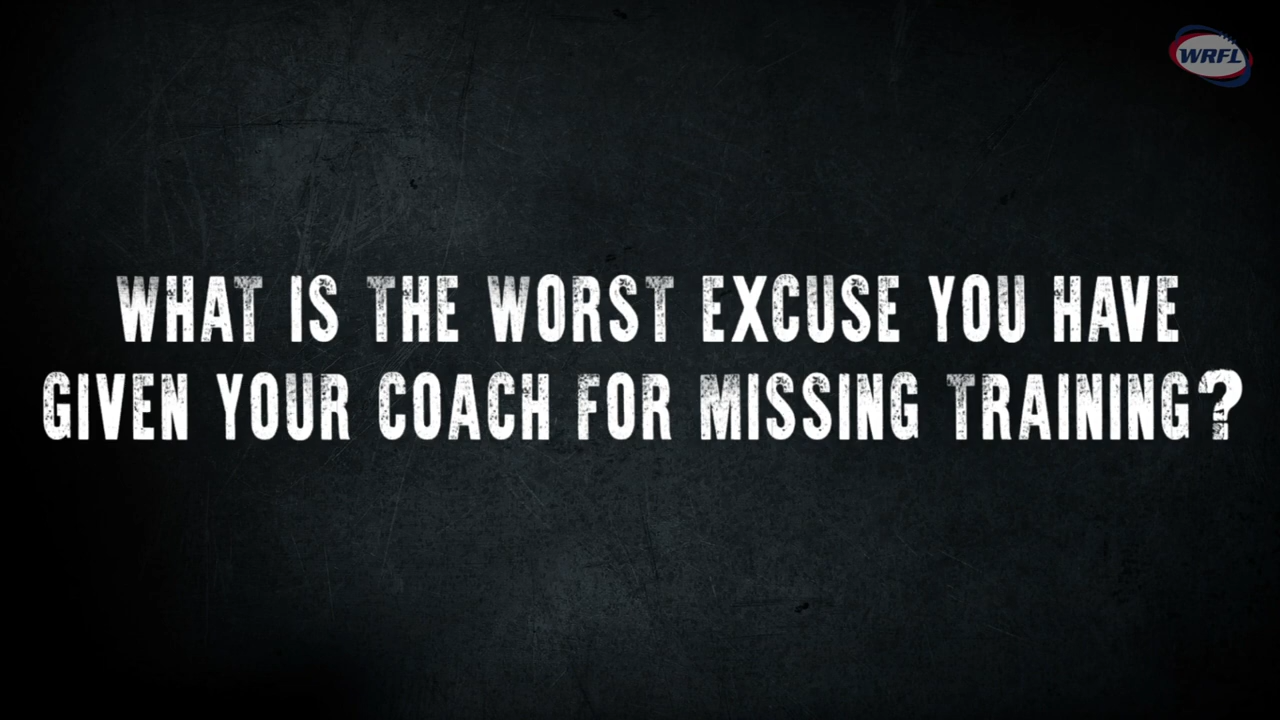 WRFL
WHAT IS THE WORST EXCUSE YOU HAVE
GIVEN YOUR COACH FOR MISSING TRAINING?